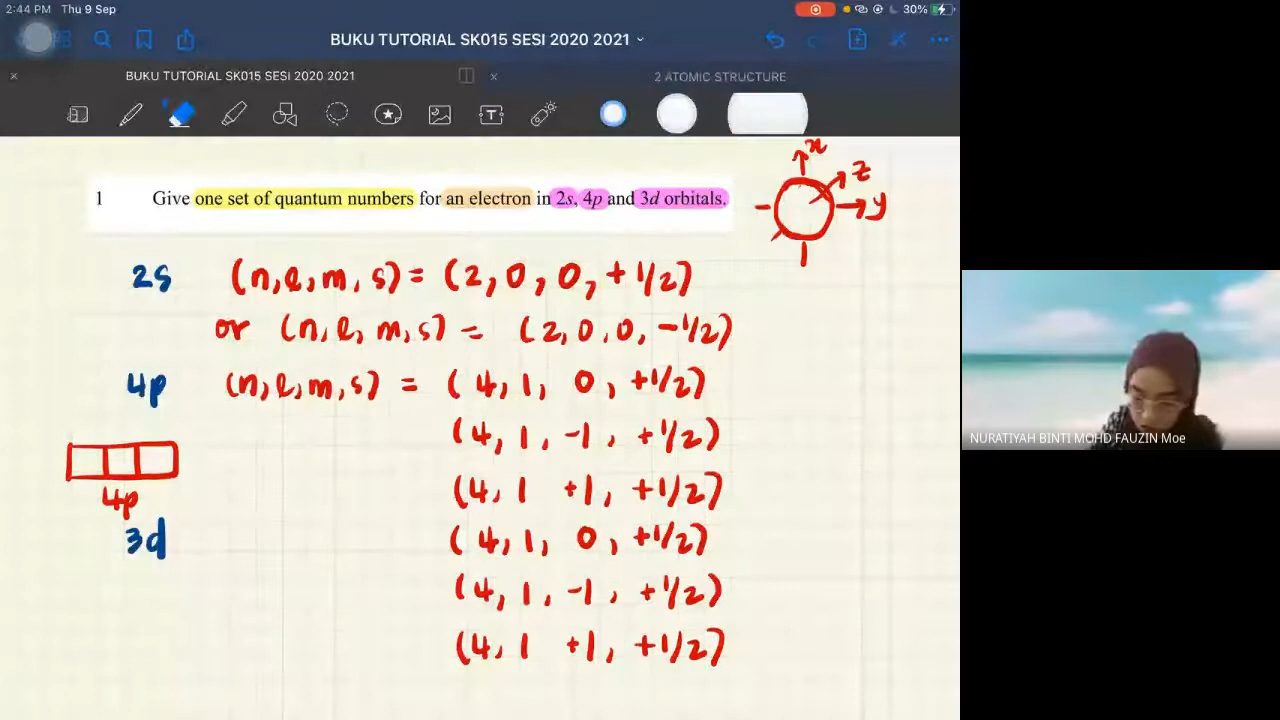 2:44 PM Thu 9 Sep 30%
BUKU TUTORIAL SK015 SESI 2020 2021
BUKU TUTORIAL SK015 SESI 2020 2021 2 ATOMIC STRUCTURE
x
z
y
1 Give one set of quantum numbers for an electron in 2s, 4p and 3d orbitals.
2s (n, l, m, s) = (2, 0, 0, +1/2)
or (n, l, m, s) = (2, 0, 0, -1/2)
4p (n, l, m, s) = (4, 1, 0, +1/2)
(4, 1, -1, +1/2)
(4, 1 +1, +1/2)
4p
3d (4, 1, 0, +1/2)
(4, 1, -1, +1/2)
(4, 1 +1, +1/2)
NURATIYAH BINTI MOHD FAUZIN Moe